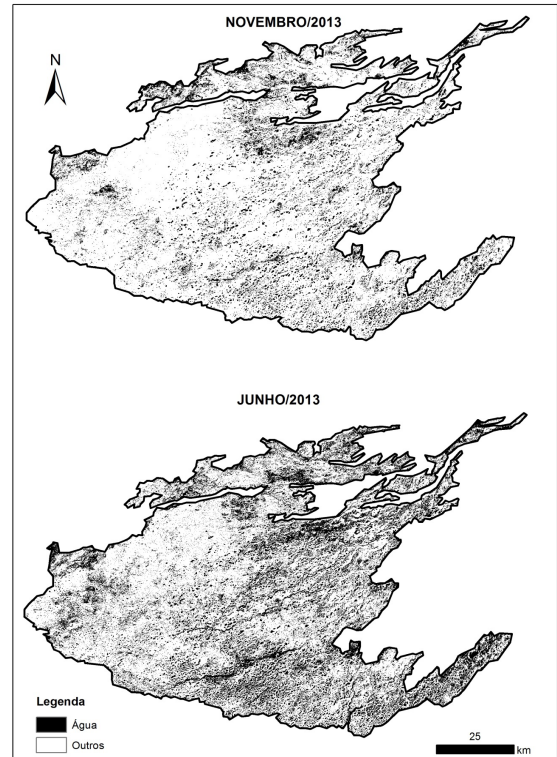 NOVEMBRO/2013
N
JUNHO/2013
Legenda
Água
Outros
25
km